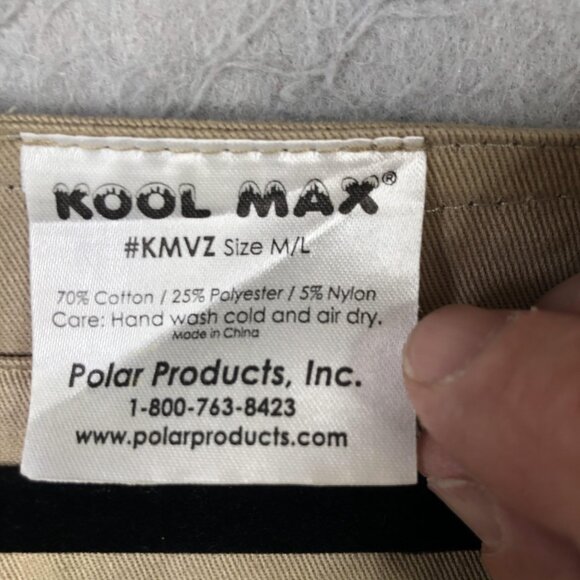 KOOL MAX®
#KMVZ Size M/L
70% Cotton / 25% Polyester / 5% Nylon
Care: Hand wash cold and air dry.
Made in China
Polar Products, Inc.
1-800-763-8423
www.polarproducts.com